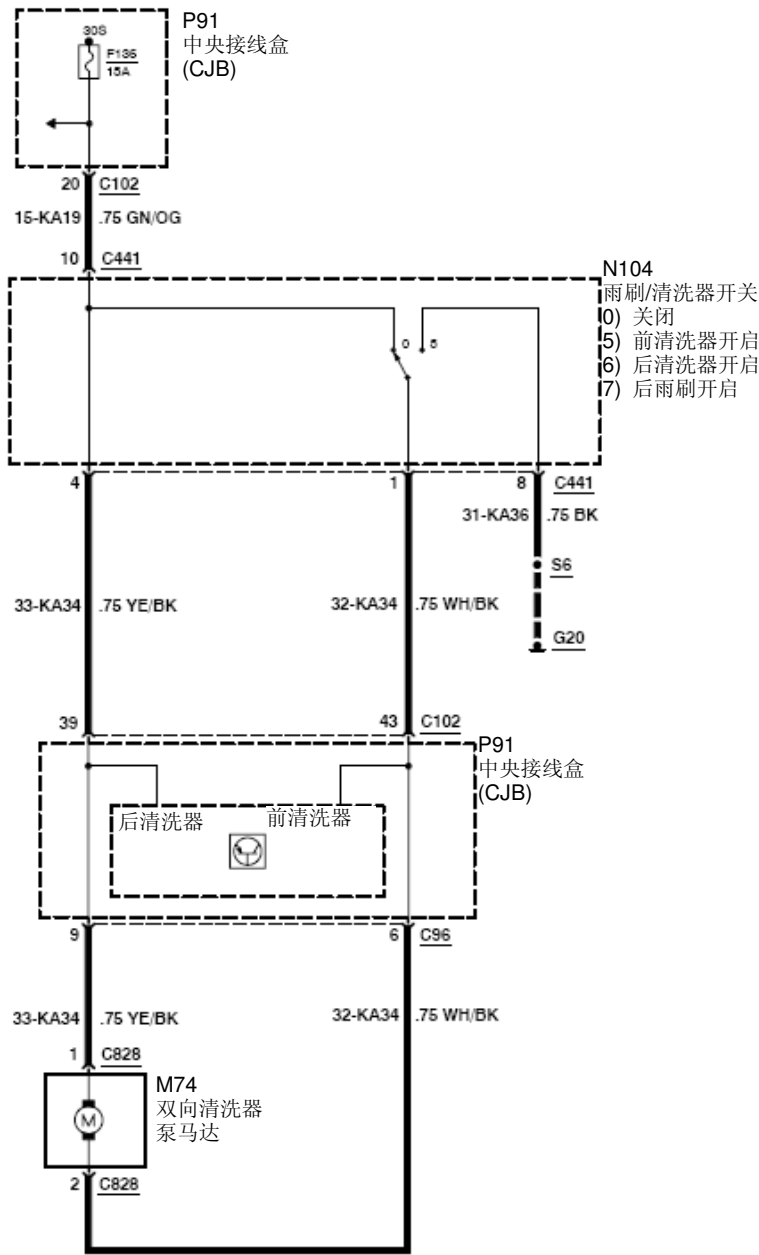 P91
中央接线盒
(CJB)
30S
F136
15A
20 C102
15-KA19 .75 GN/OG
10 C441
N104
雨刷/清洗器开关
0) 关闭
5) 前清洗器开启
6) 后清洗器开启
7) 后雨刷开启
0 5
4 1 8 C441
31-KA36 .75 BK
S6
33-KA34 .75 YE/BK 32-KA34 .75 WH/BK
G20
39 43 C102
P91
中央接线盒
(CJB)
后清洗器 前清洗器
9 6 C96
33-KA34 .75 YE/BK 32-KA34 .75 WH/BK
1 C828
M74
双向清洗器
泵马达
M
2 C828